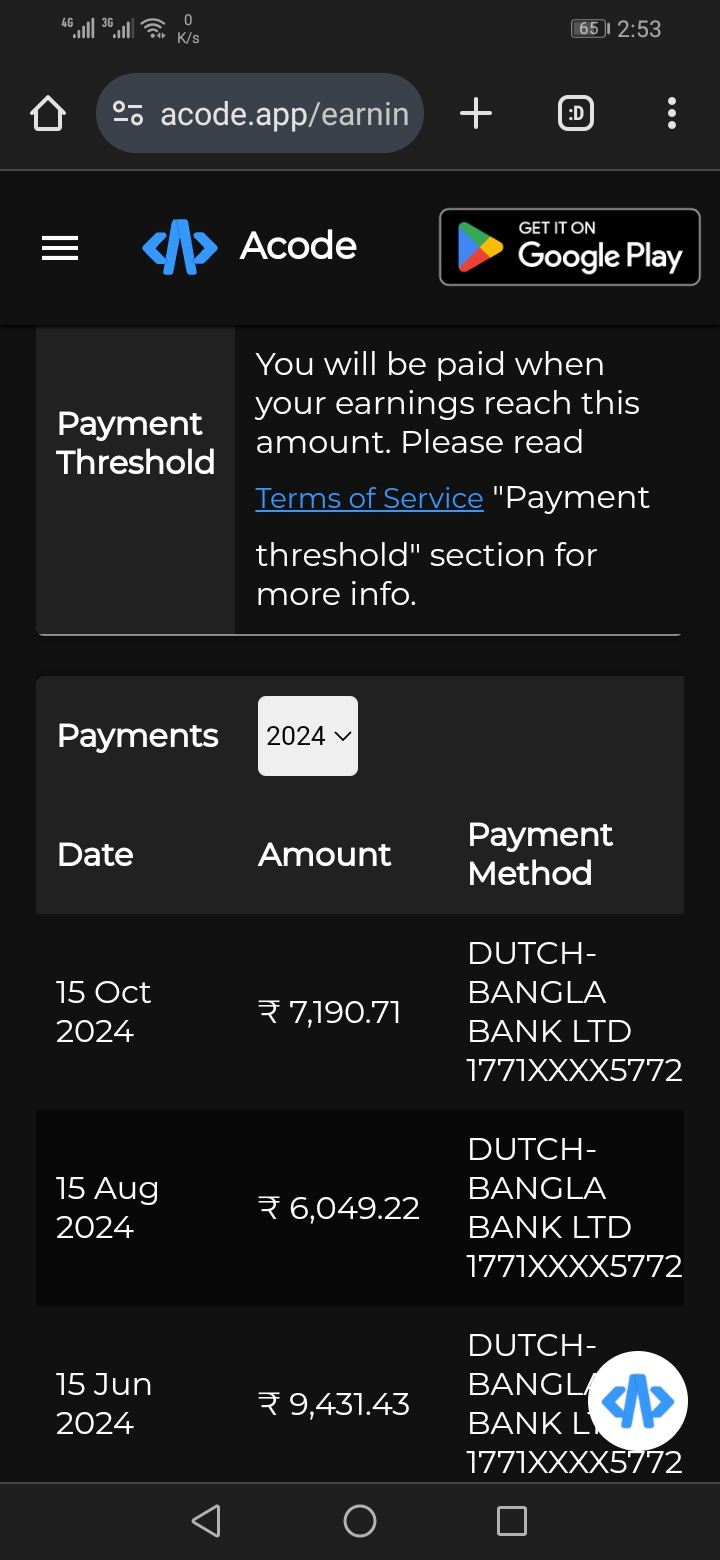 4G 3G 0 K/s 65 2:53
acode.app/earnin :D
Acode GET IT ON Google Play
Payment
Threshold
You will be paid when
your earnings reach this
amount. Please read
Terms of Service "Payment
threshold" section for
more info.
Payments 2024
Date Amount Payment
Method
15 Oct
2024
₹ 7,190.71
DUTCH-
BANGLA
BANK LTD
1771XXXX5772
15 Aug
2024
₹ 6,049.22
DUTCH-
BANGLA
BANK LTD
1771XXXX5772
15 Jun
2024
₹ 9,431.43
DUTCH-
BANGLA
BANK LTD
1771XXXX5772